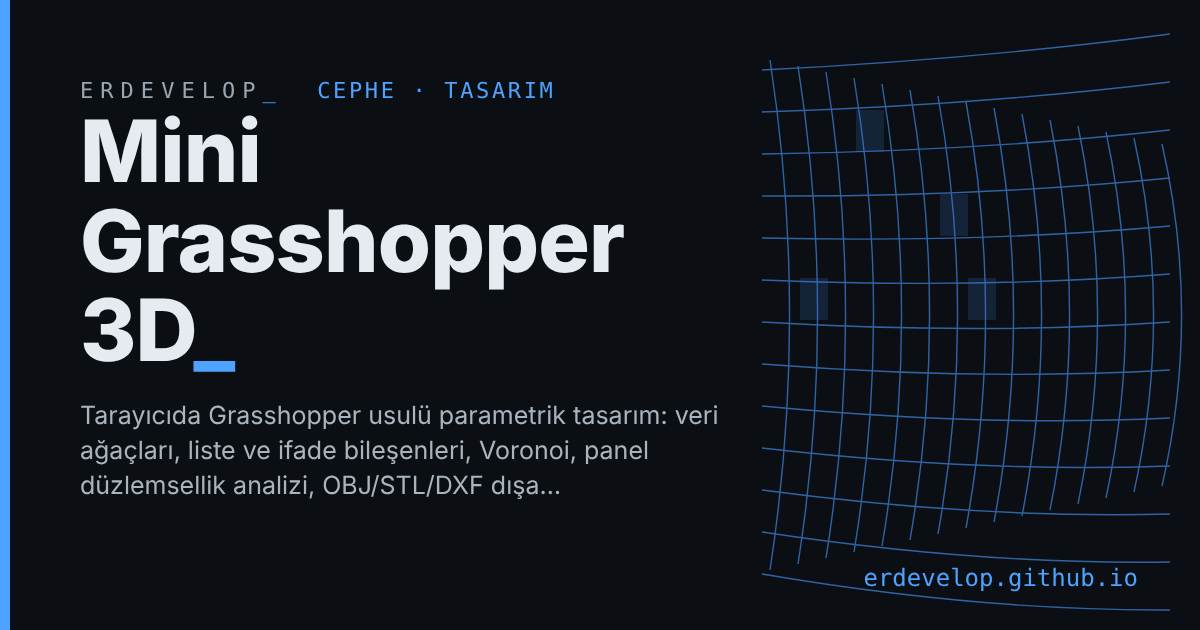 ERDEVELOP_ CEPHE · TASARIM
Mini
Grasshopper
3D_
Tarayıcıda Grasshopper usulü parametrik tasarım: veri
ağaçları, liste ve ifade bileşenleri, Voronoi, panel
düzlemsellik analizi, OBJ/STL/DXF dışa…
erdevelop.github.io